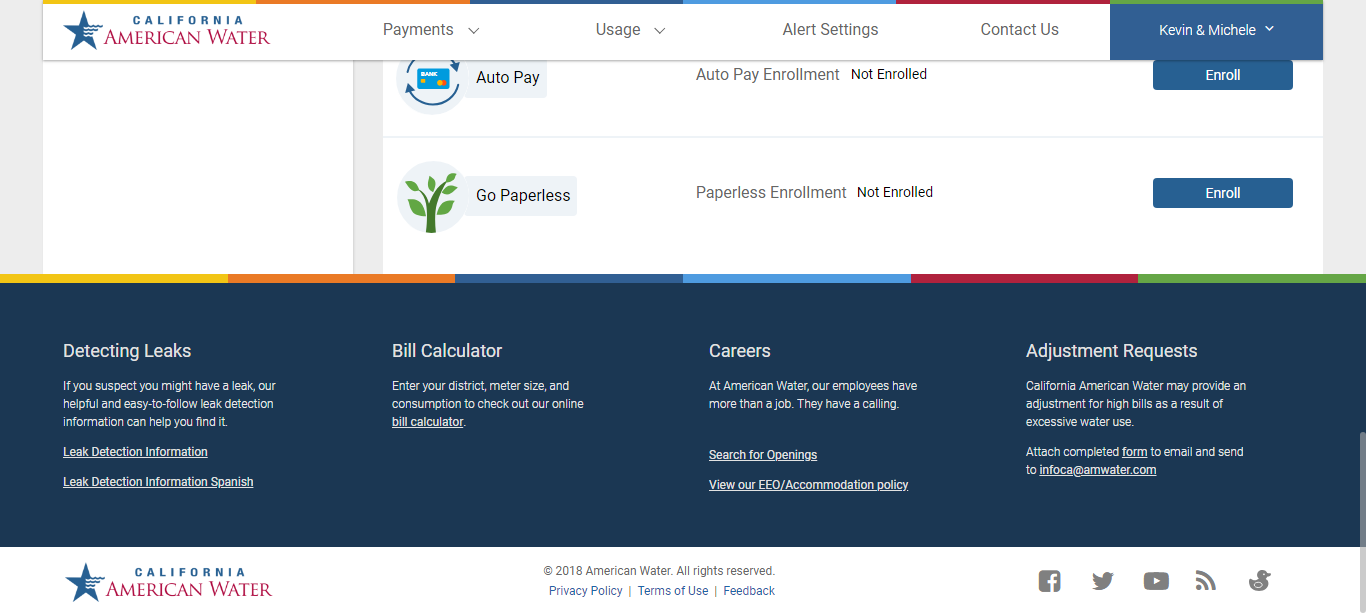 CALIFORNIA
AMERICAN WATER
Payments
Usage
Alert Settings
Contact Us
Kevin & Michele
BANK
Auto Pay
Auto Pay Enrollment Not Enrolled
Enroll
Go Paperless
Paperless Enrollment Not Enrolled
Enroll
Detecting Leaks
If you suspect you might have a leak, our
helpful and easy-to-follow leak detection
information can help you find it.
Leak Detection Information
Leak Detection Information Spanish
Bill Calculator
Enter your district, meter size, and
consumption to check out our online
bill calculator.
Careers
At American Water, our employees have
more than a job. They have a calling.
Search for Openings
View our EEO/Accommodation policy
Adjustment Requests
California American Water may provide an
adjustment for high bills as a result of
excessive water use.
Attach completed form to email and send
to infoca@amwater.com
CALIFORNIA
AMERICAN WATER
© 2018 American Water. All rights reserved.
Privacy Policy | Terms of Use | Feedback